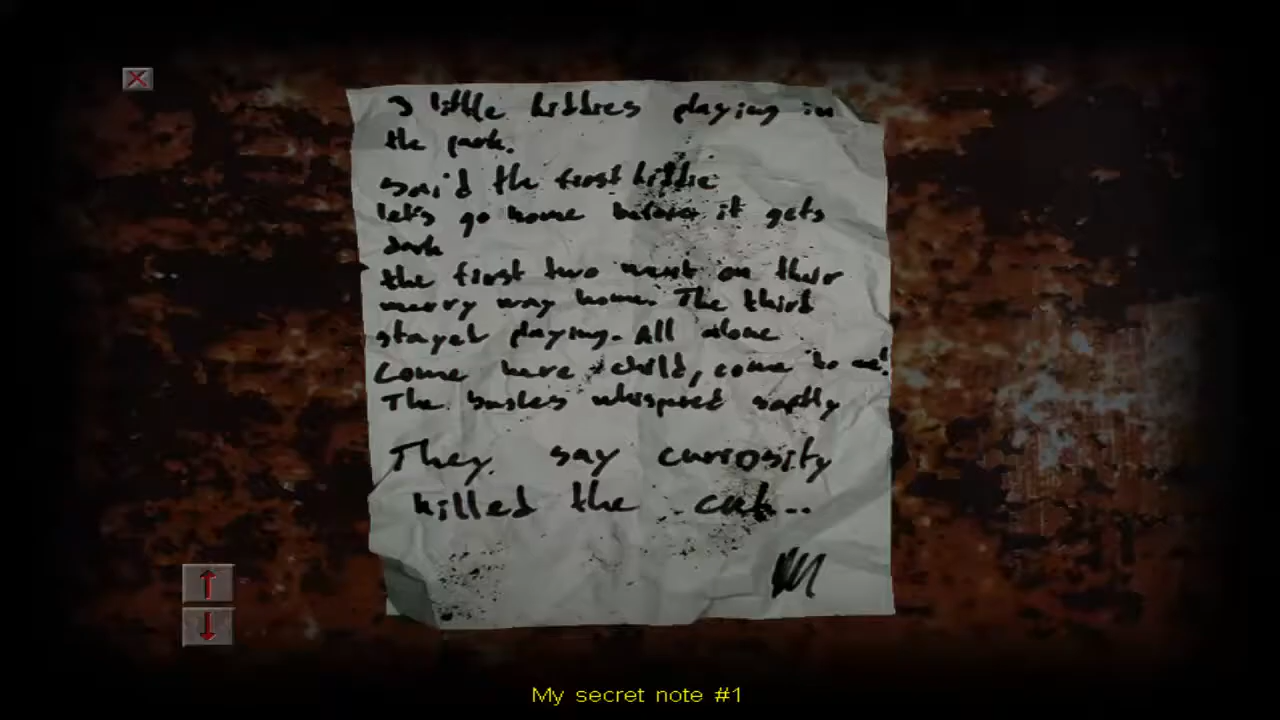 3 little kiddies playing in
the park.
said the first kiddie
let's go home before it gets
dark
the first two went on their
merry way home. The third
stayed playing. All alone
Come here child, come to me!
The bushes whispered softly
They say curiosity
killed the cat...
My secret note #1